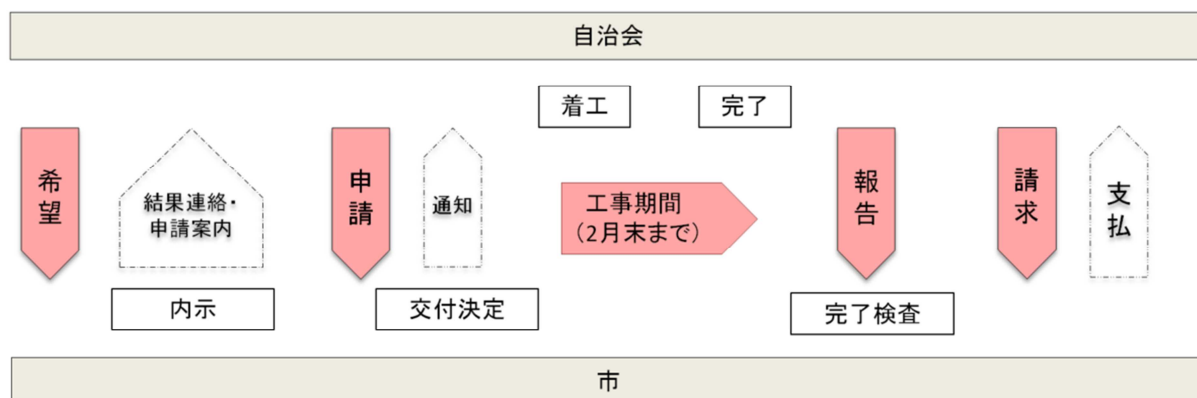 自治会
着工
完了
希望
結果連絡・
申請案内
申請
通知
工事期間
（2月末まで）
報告
請求
支払
内示
交付決定
完了検査
市